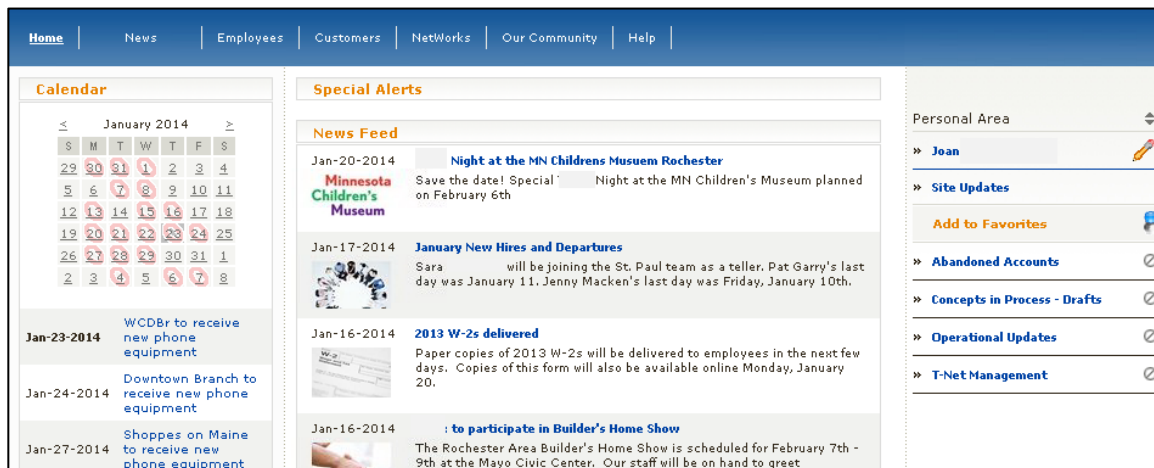 Home News Employees Customers NetWorks Our Community Help
Calendar
< January 2014 >
S M T W T F S
29 30 31 1 2 3 4
5 6 7 8 9 10 11
12 13 14 15 16 17 18
19 20 21 22 23 24 25
26 27 28 29 30 31 1
2 3 4 5 6 7 8
Jan-23-2014 WCDBr to receive
new phone
equipment
Jan-24-2014 Downtown Branch to
receive new phone
equipment
Jan-27-2014 Shoppes on Maine
to receive new
phone equipment
Special Alerts
News Feed
Jan-20-2014 Night at the MN Childrens Musuem Rochester
Minnesota
Children's
Museum
Save the date! Special Night at the MN Children's Museum planned
on February 6th
Jan-17-2014 January New Hires and Departures
Sara will be joining the St. Paul team as a teller. Pat Garry's last
day was January 11. Jenny Macken's last day was Friday, January 10th.
Jan-16-2014 2013 W-2s delivered
W-2
Paper copies of 2013 W-2s will be delivered to employees in the next few
days. Copies of this form will also be available online Monday, January
20.
Jan-16-2014 : to participate in Builder's Home Show
The Rochester Area Builder's Home Show is scheduled for February 7th -
9th at the Mayo Civic Center. Our staff will be on hand to greet
Personal Area
» Joan
» Site Updates
Add to Favorites
» Abandoned Accounts
» Concepts in Process - Drafts
» Operational Updates
» T-Net Management